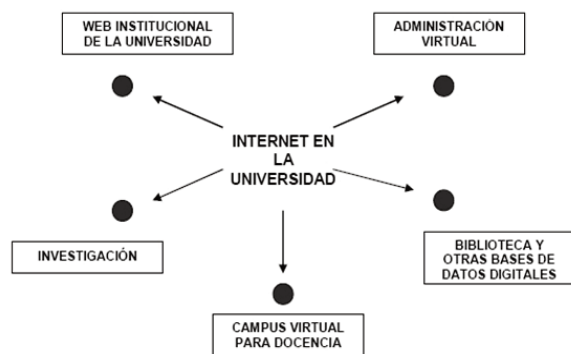 WEB INSTITUCIONAL
DE LA UNIVERSIDAD
ADMINISTRACIÓN
VIRTUAL
INTERNET EN
LA
UNIVERSIDAD
INVESTIGACIÓN
BIBLIOTECA Y
OTRAS BASES DE
DATOS DIGITALES
CAMPUS VIRTUAL
PARA DOCENCIA